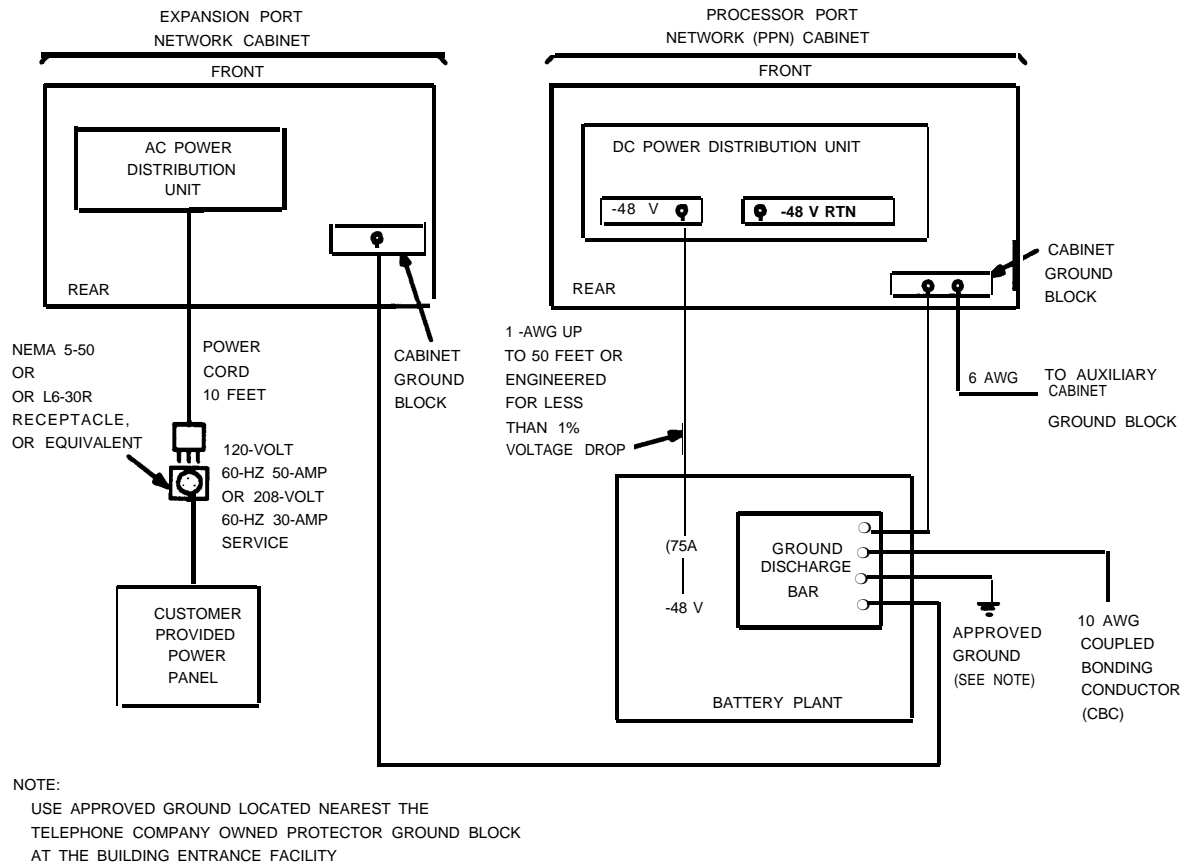 EXPANSION PORT
NETWORK CABINET
FRONT
AC POWER
DISTRIBUTION
UNIT
REAR
NEMA 5-50
OR
OR L6-30R
RECEPTACLE,
OR EQUIVALENT
POWER
CORD
10 FEET
120-VOLT
60-HZ 50-AMP
OR 208-VOLT
60-HZ 30-AMP
SERVICE
CUSTOMER
PROVIDED
POWER
PANEL
CABINET
GROUND
BLOCK
PROCESSOR PORT
NETWORK (PPN) CABINET
FRONT
DC POWER DISTRIBUTION UNIT
-48 V
-48 V RTN
REAR
CABINET
GROUND
BLOCK
1 -AWG UP
TO 50 FEET OR
ENGINEERED
FOR LESS
THAN 1%
VOLTAGE DROP
6 AWG
TO AUXILIARY
CABINET
GROUND BLOCK
(75A
-48 V
GROUND
DISCHARGE
BAR
BATTERY PLANT
APPROVED
GROUND
(SEE NOTE)
10 AWG
COUPLED
BONDING
CONDUCTOR
(CBC)
NOTE:
USE APPROVED GROUND LOCATED NEAREST THE
TELEPHONE COMPANY OWNED PROTECTOR GROUND BLOCK
AT THE BUILDING ENTRANCE FACILITY